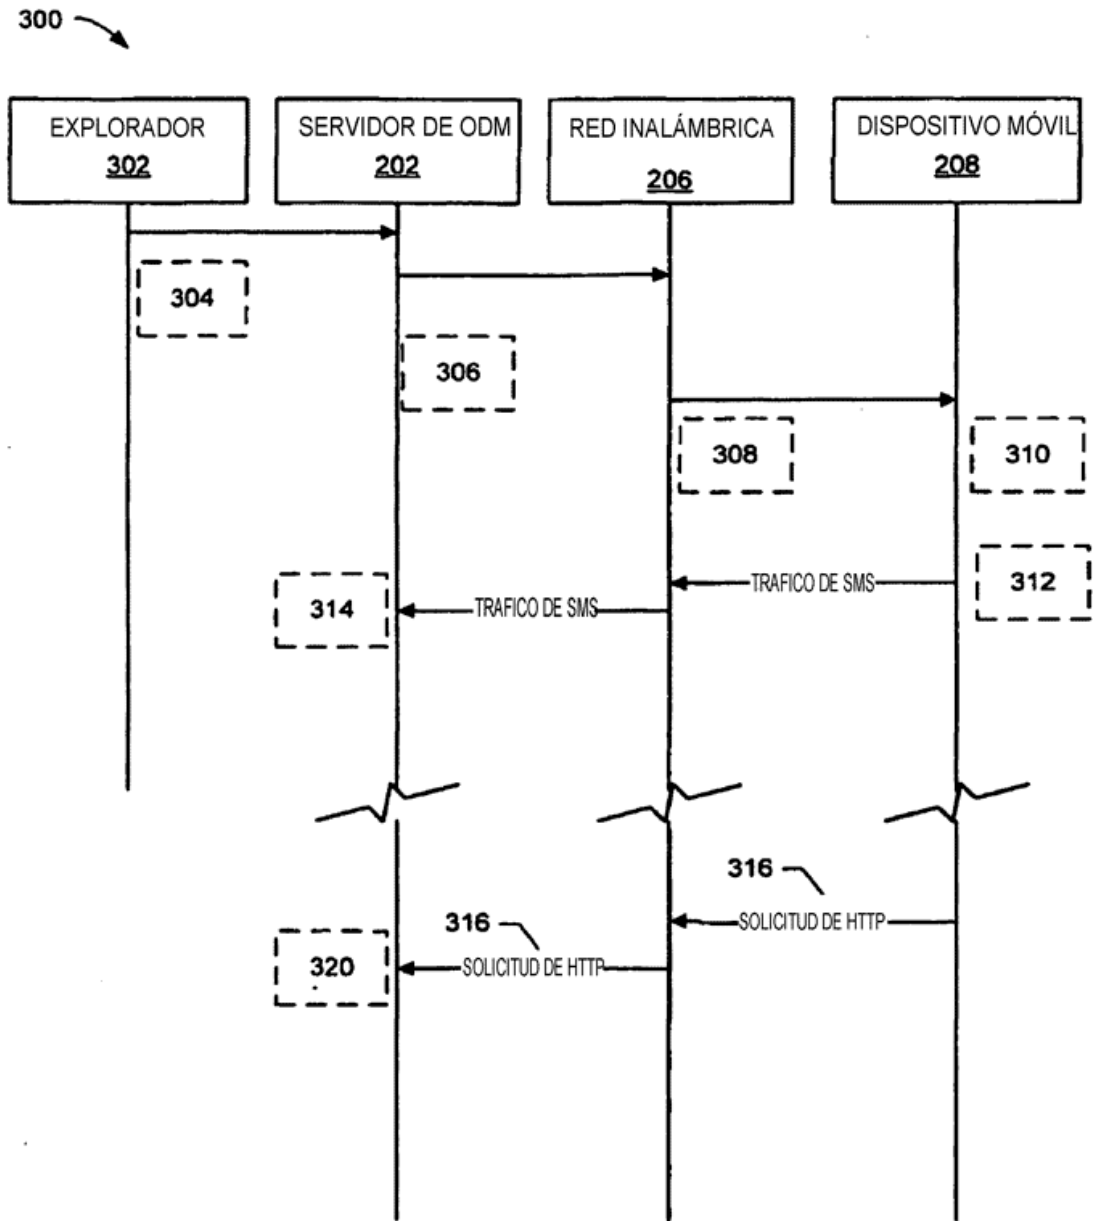 300
EXPLORADOR
302
SERVIDOR DE ODM
202
RED INALÁMBRICA
206
DISPOSITIVO MÓVIL
208
304
306
308
310
312
TRAFICO DE SMS
314
TRAFICO DE SMS
316
SOLICITUD DE HTTP
316
SOLICITUD DE HTTP
320